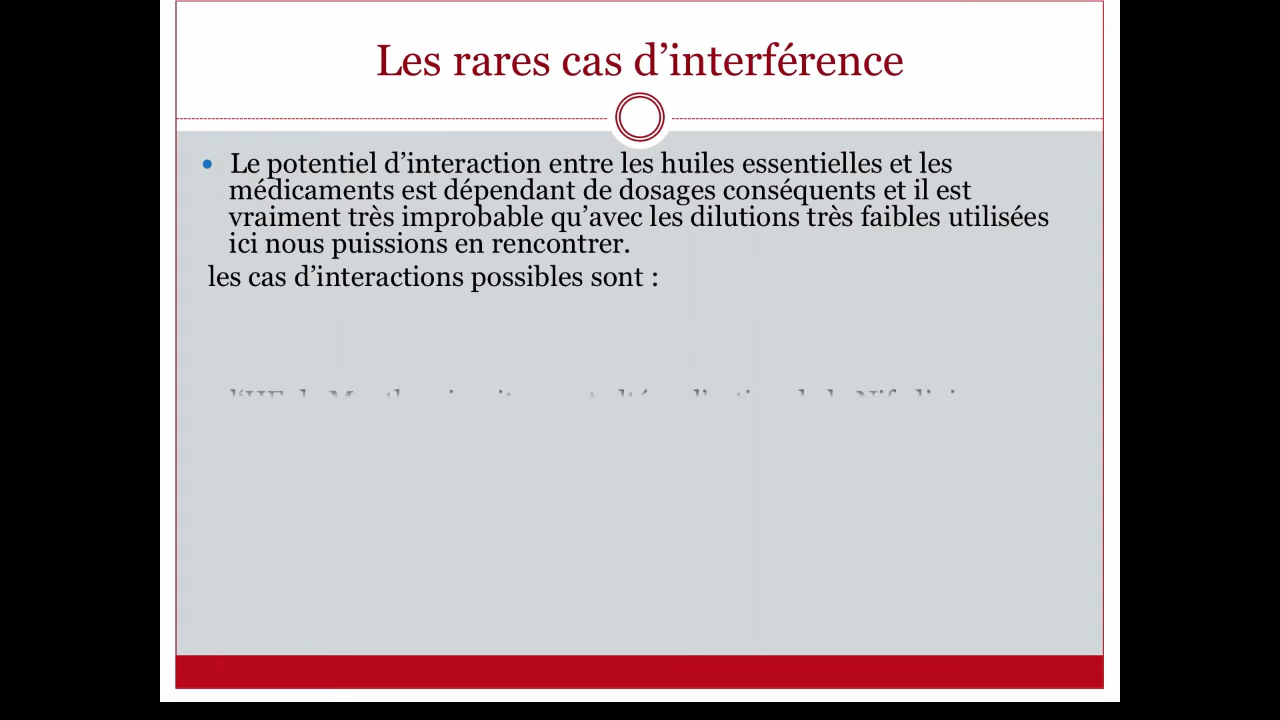 Les rares cas d’interférence
• Le potentiel d’interaction entre les huiles essentielles et les
médicaments est dépendant de dosages conséquents et il est
vraiment très improbable qu’avec les dilutions très faibles utilisées
ici nous puissions en rencontrer.
les cas d’interactions possibles sont :